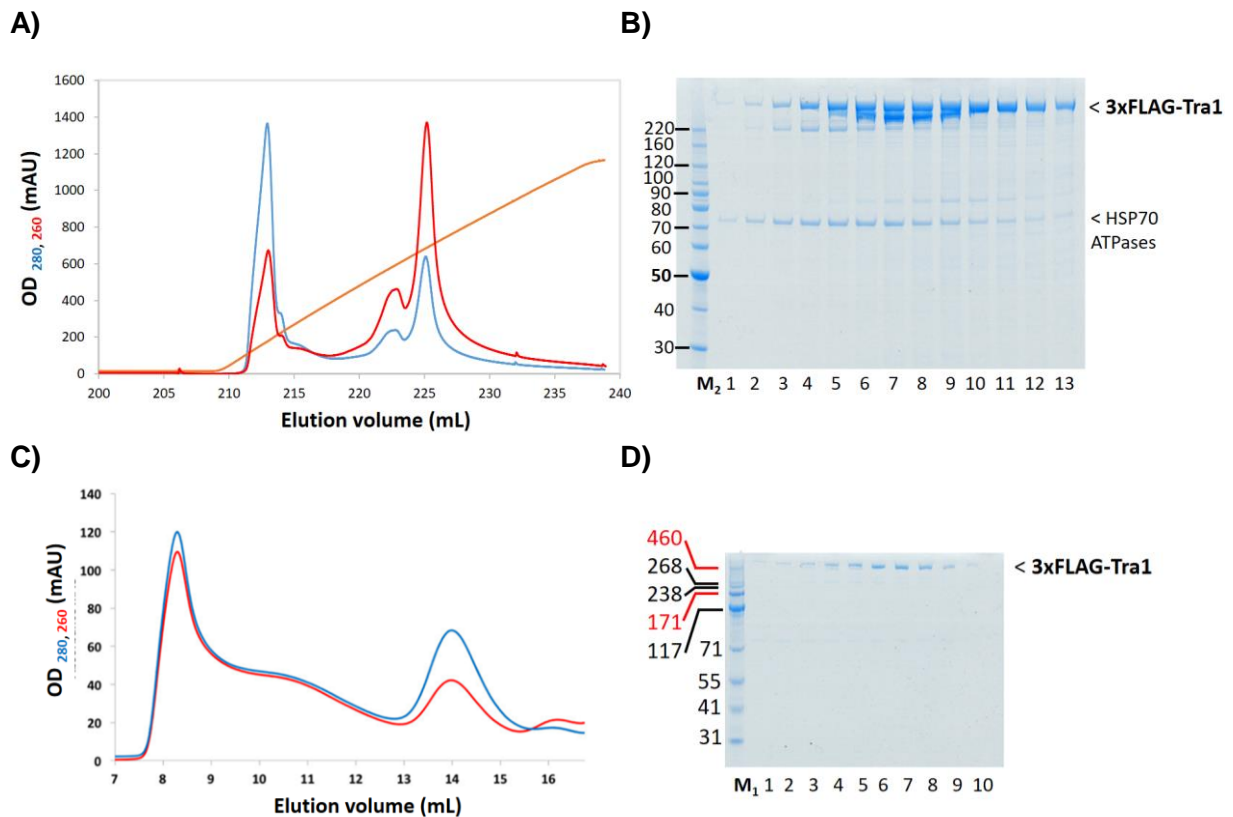 A)
1600
1400
1200
1000
800
600
400
200
0
200 205 210 215 220 225 230 235 240
OD 280, 260 (mAU)
Elution volume (mL)
B)
220
160
120
100
90
80
70
60
50
40
30
M2 1 2 3 4 5 6 7 8 9 10 11 12 13
< 3xFLAG-Tra1
< HSP70
ATPases
C)
140
120
100
80
60
40
20
0
7 8 9 10 11 12 13 14 15 16
OD 280, 260 (mAU)
Elution volume (mL)
D)
460
268
238
171
117
71
55
41
31
M1 1 2 3 4 5 6 7 8 9 10
< 3xFLAG-Tra1